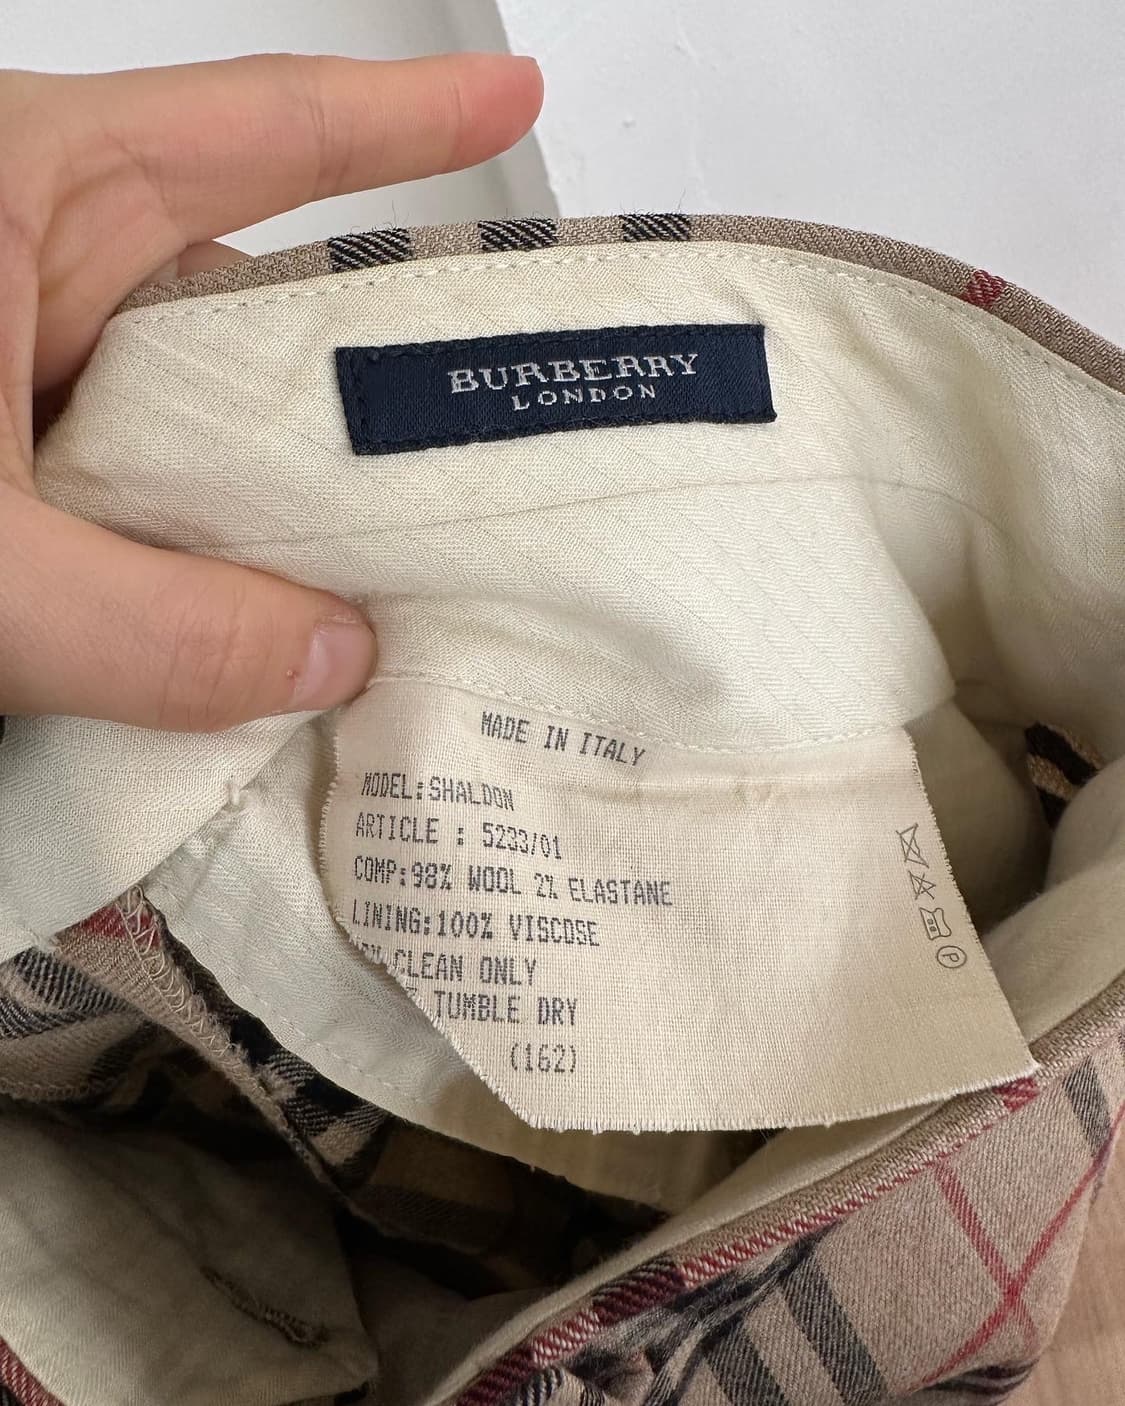 BURBERRY
LONDON
MADE IN ITALY
MODEL:SHALDON
ARTICLE : 5233/01
COMP:98% WOOL 2% ELASTANE
LINING:100% VISCOSE
CLEAN ONLY
TUMBLE DRY
(162)
P